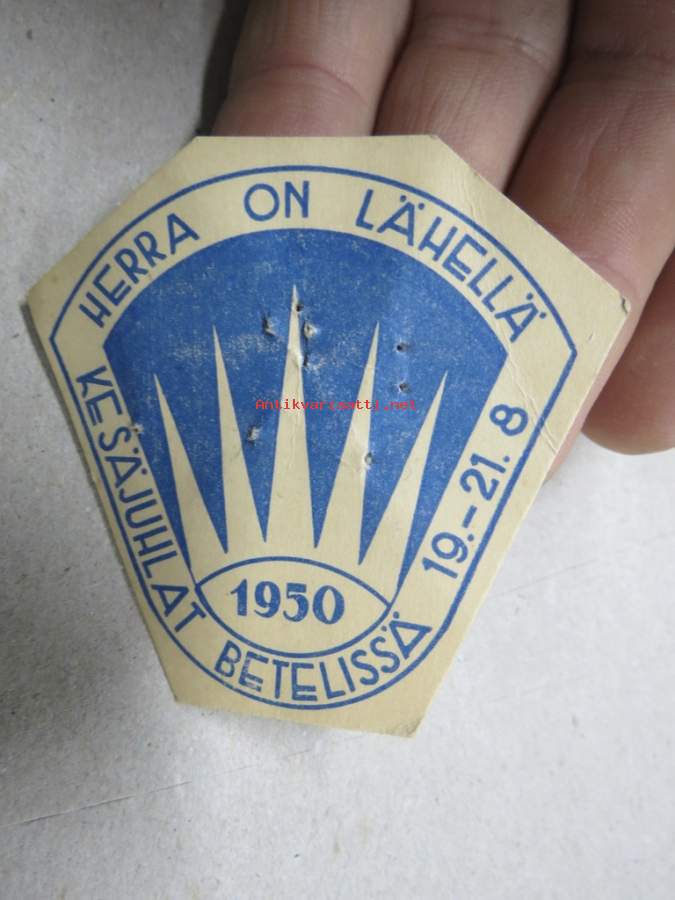 HERRA ON LÄHELLÄ
KESÄJUHLAT BETELISSÄ 19.-21.8
1950
Antikvariaatti.net